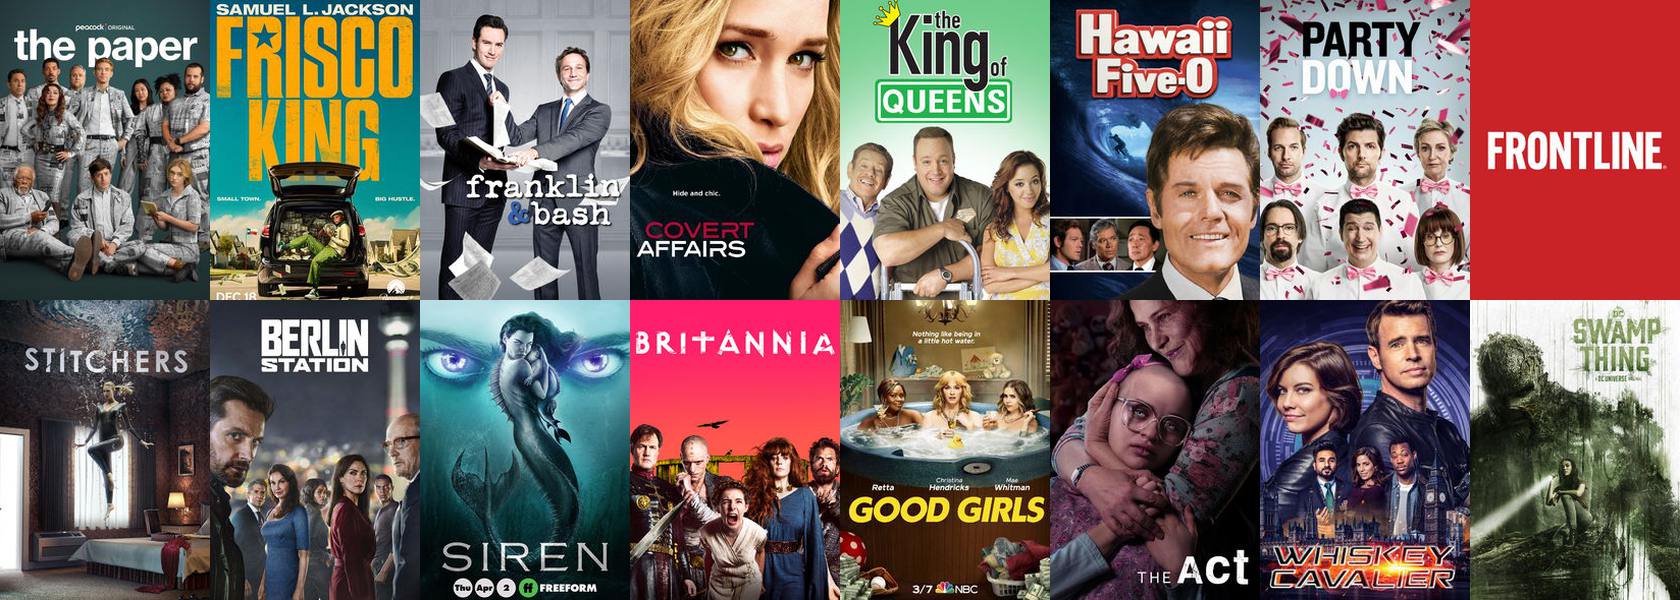 peacock ORIGINAL
the paper
SAMUEL L. JACKSON
FRISCO
KING
SMALL TOWN.
BIG HUSTLE.
DEC 18
franklin
&bash
Hide and chic.
COVERT
AFFAIRS
the
King
of
QUEENS
Hawaii
Five-O
PARTY
DOWN
FRONTLINE
STITCHERS
BERLIN
STATION
SIREN
Thu Apr 2 FREEFORM
BRITANNIA
Nothing like being in
a little hot water.
Retta
Christina
Hendricks
Mae
Whitman
GOOD GIRLS
3/7 NBC
THE ACT
WHISKEY
CAVALIER
DC
SWAMP
THING
A DC UNIVERSE